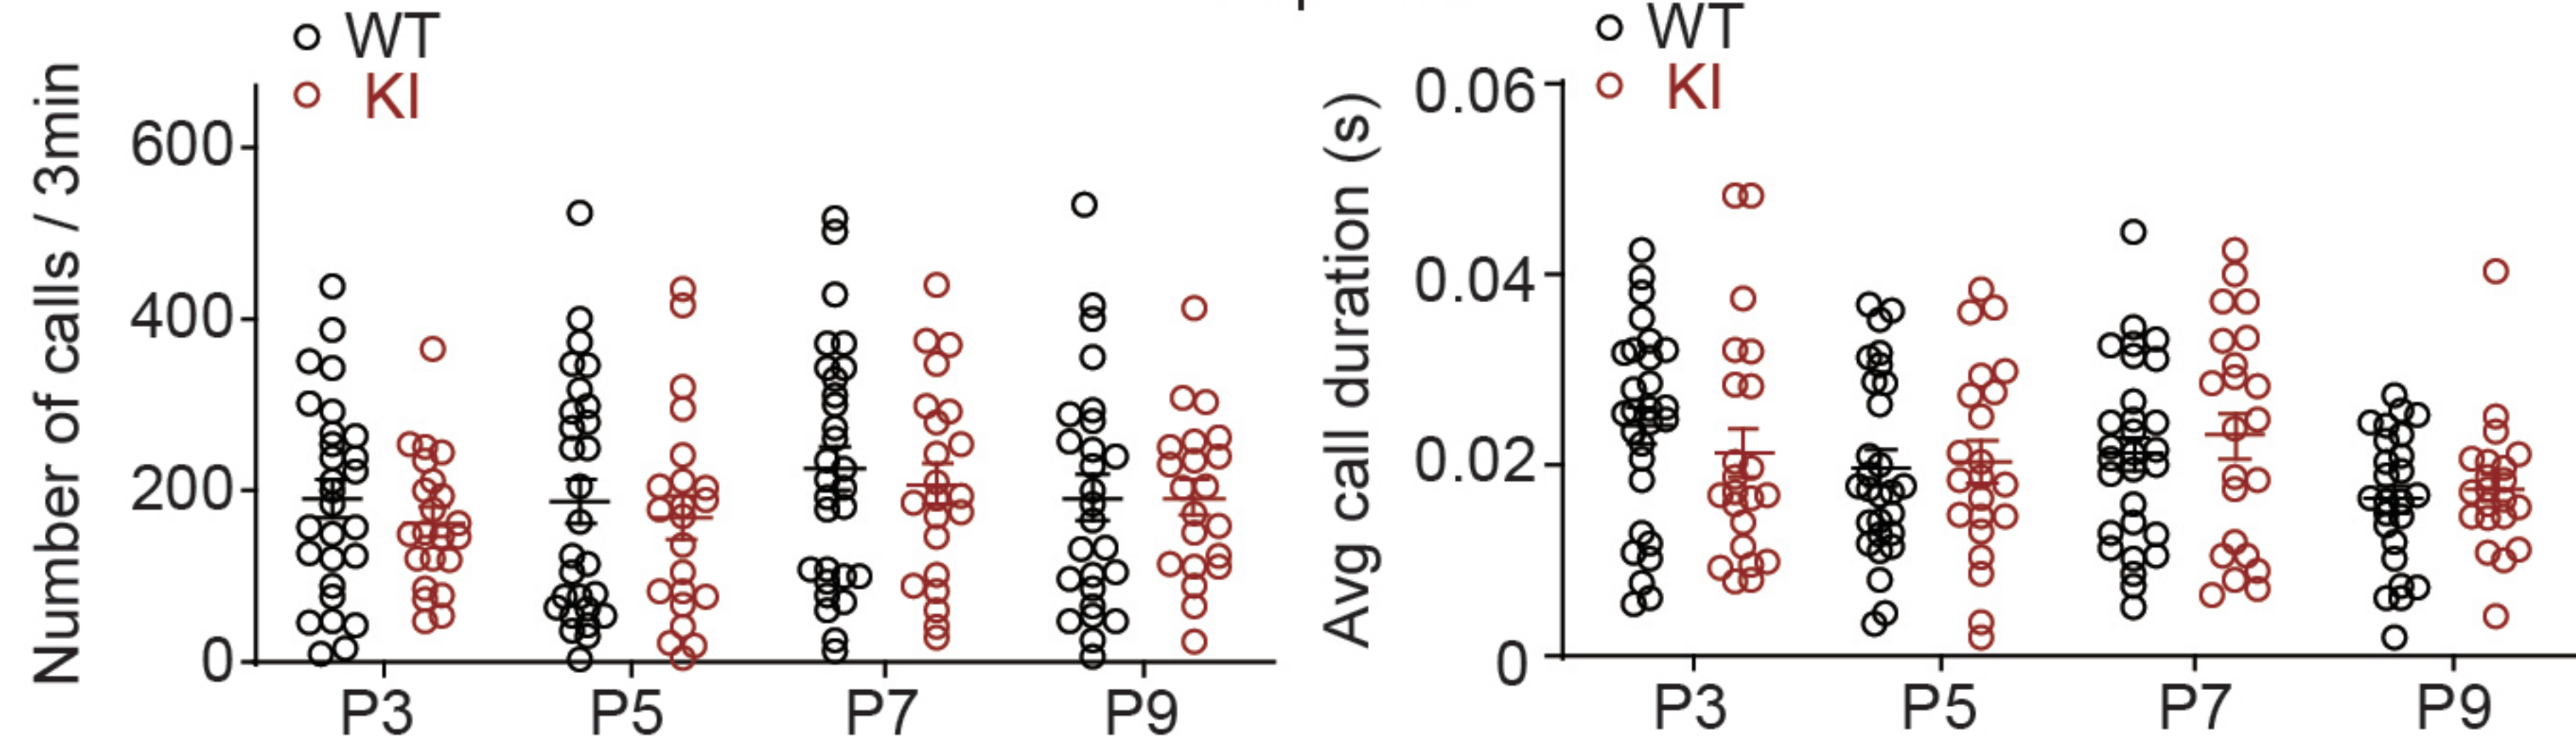 WT
KI
Number of calls / 3min
600
400
200
0
P3 P5 P7 P9
WT
KI
Avg call duration (s)
0.06
0.04
0.02
0
P3 P5 P7 P9